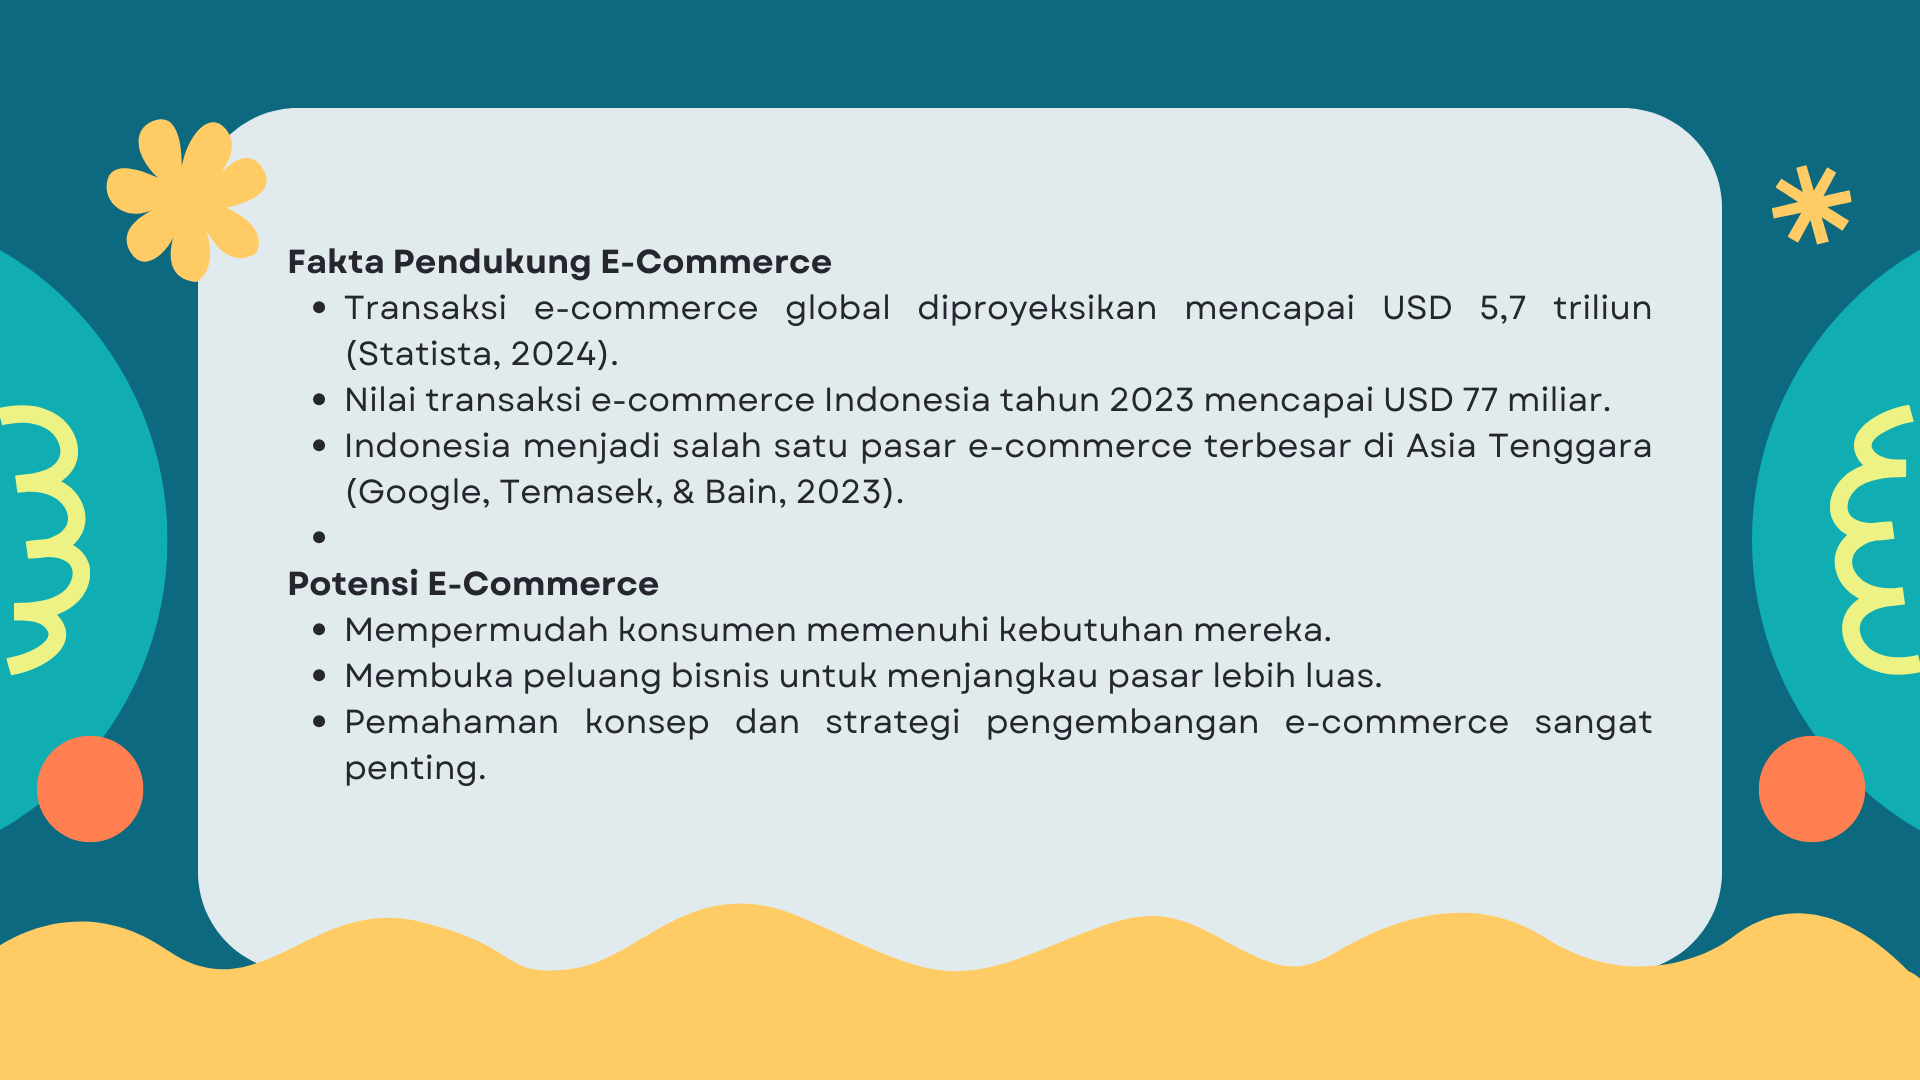 Fakta Pendukung E-Commerce
• Transaksi e-commerce global diproyeksikan mencapai USD 5,7 triliun
(Statista, 2024).
• Nilai transaksi e-commerce Indonesia tahun 2023 mencapai USD 77 miliar.
• Indonesia menjadi salah satu pasar e-commerce terbesar di Asia Tenggara
(Google, Temasek, & Bain, 2023).
•
Potensi E-Commerce
• Mempermudah konsumen memenuhi kebutuhan mereka.
• Membuka peluang bisnis untuk menjangkau pasar lebih luas.
• Pemahaman konsep dan strategi pengembangan e-commerce sangat
penting.